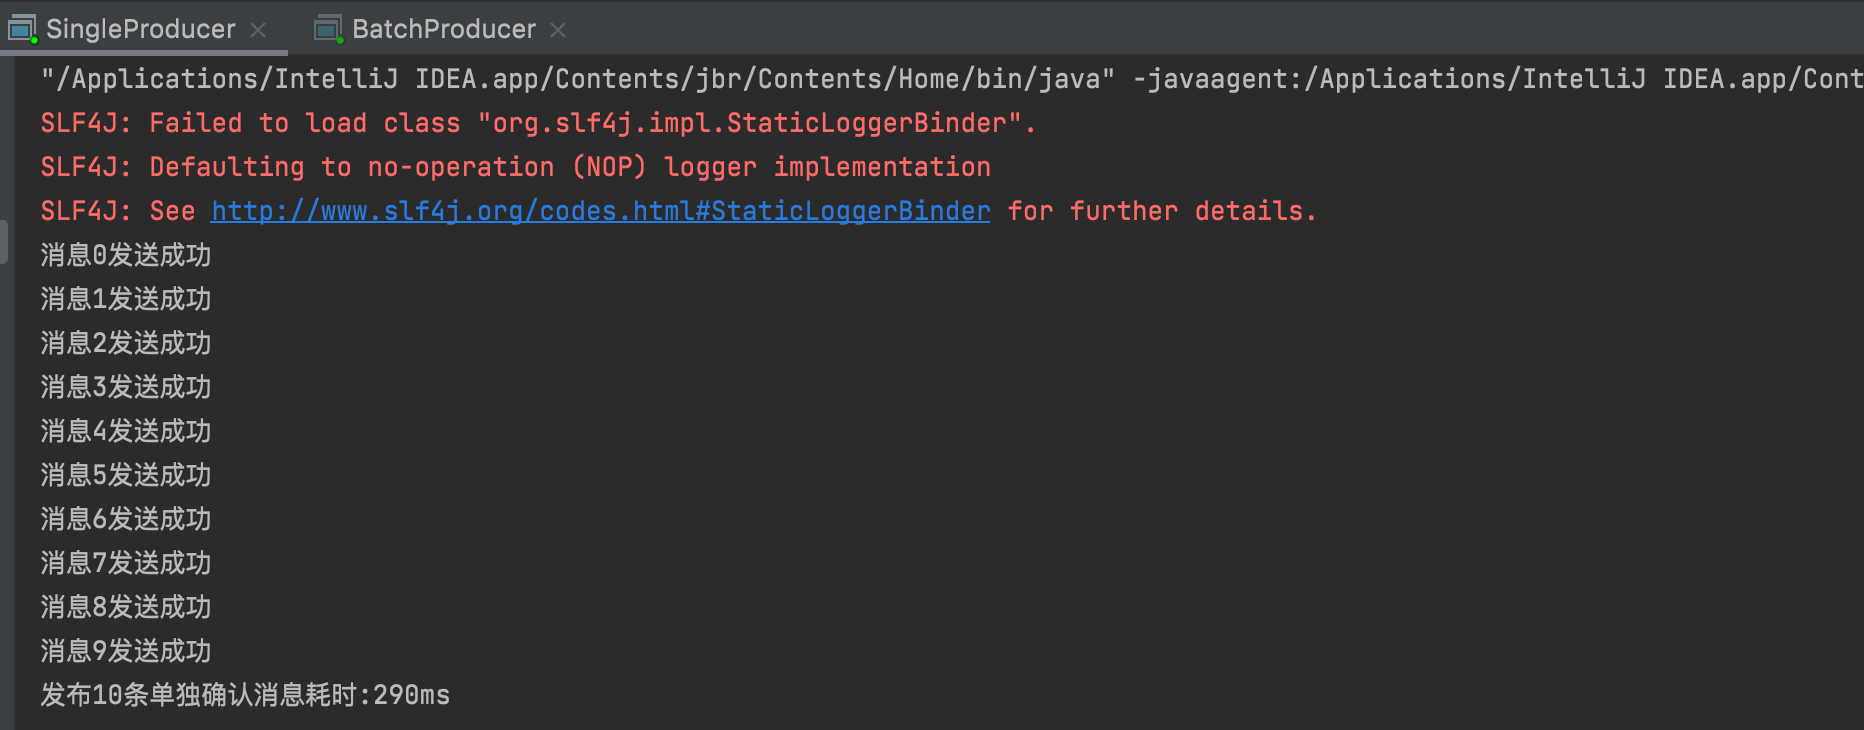 SingleProducer BatchProducer
"/Applications/IntelliJ IDEA.app/Contents/jbr/Contents/Home/bin/java" -javaagent:/Applications/IntelliJ IDEA.app/Cont
SLF4J: Failed to load class "org.slf4j.impl.StaticLoggerBinder".
SLF4J: Defaulting to no-operation (NOP) logger implementation
SLF4J: See http://www.slf4j.org/codes.html#StaticLoggerBinder for further details.
消息0发送成功
消息1发送成功
消息2发送成功
消息3发送成功
消息4发送成功
消息5发送成功
消息6发送成功
消息7发送成功
消息8发送成功
消息9发送成功
发布10条单独确认消息耗时:290ms